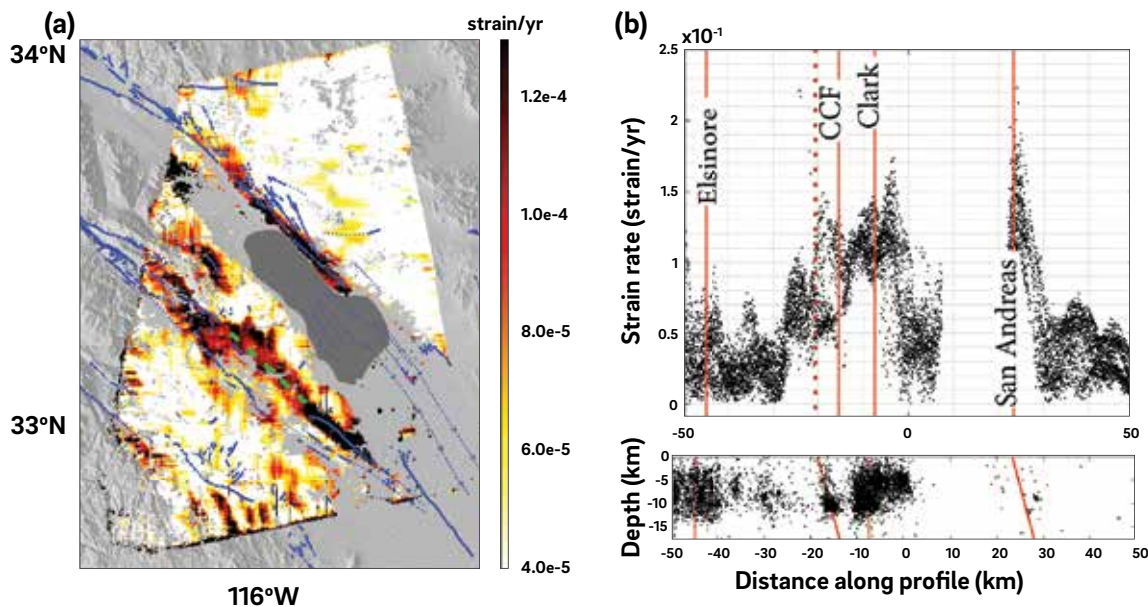 (a)
strain/yr
34°N
33°N
116°W
1.2e-4
1.0e-4
8.0e-5
6.0e-5
4.0e-5
(b)
x10⁻¹
2.5
2
1.5
1
0.5
0
Strain rate (strain/yr)
Elsinore
CCF
Clark
San Andreas
-50
0
50
Depth (km)
0
-5
-10
-15
-50 -40 -30 -20 -10 0 10 20 30 40 50
Distance along profile (km)